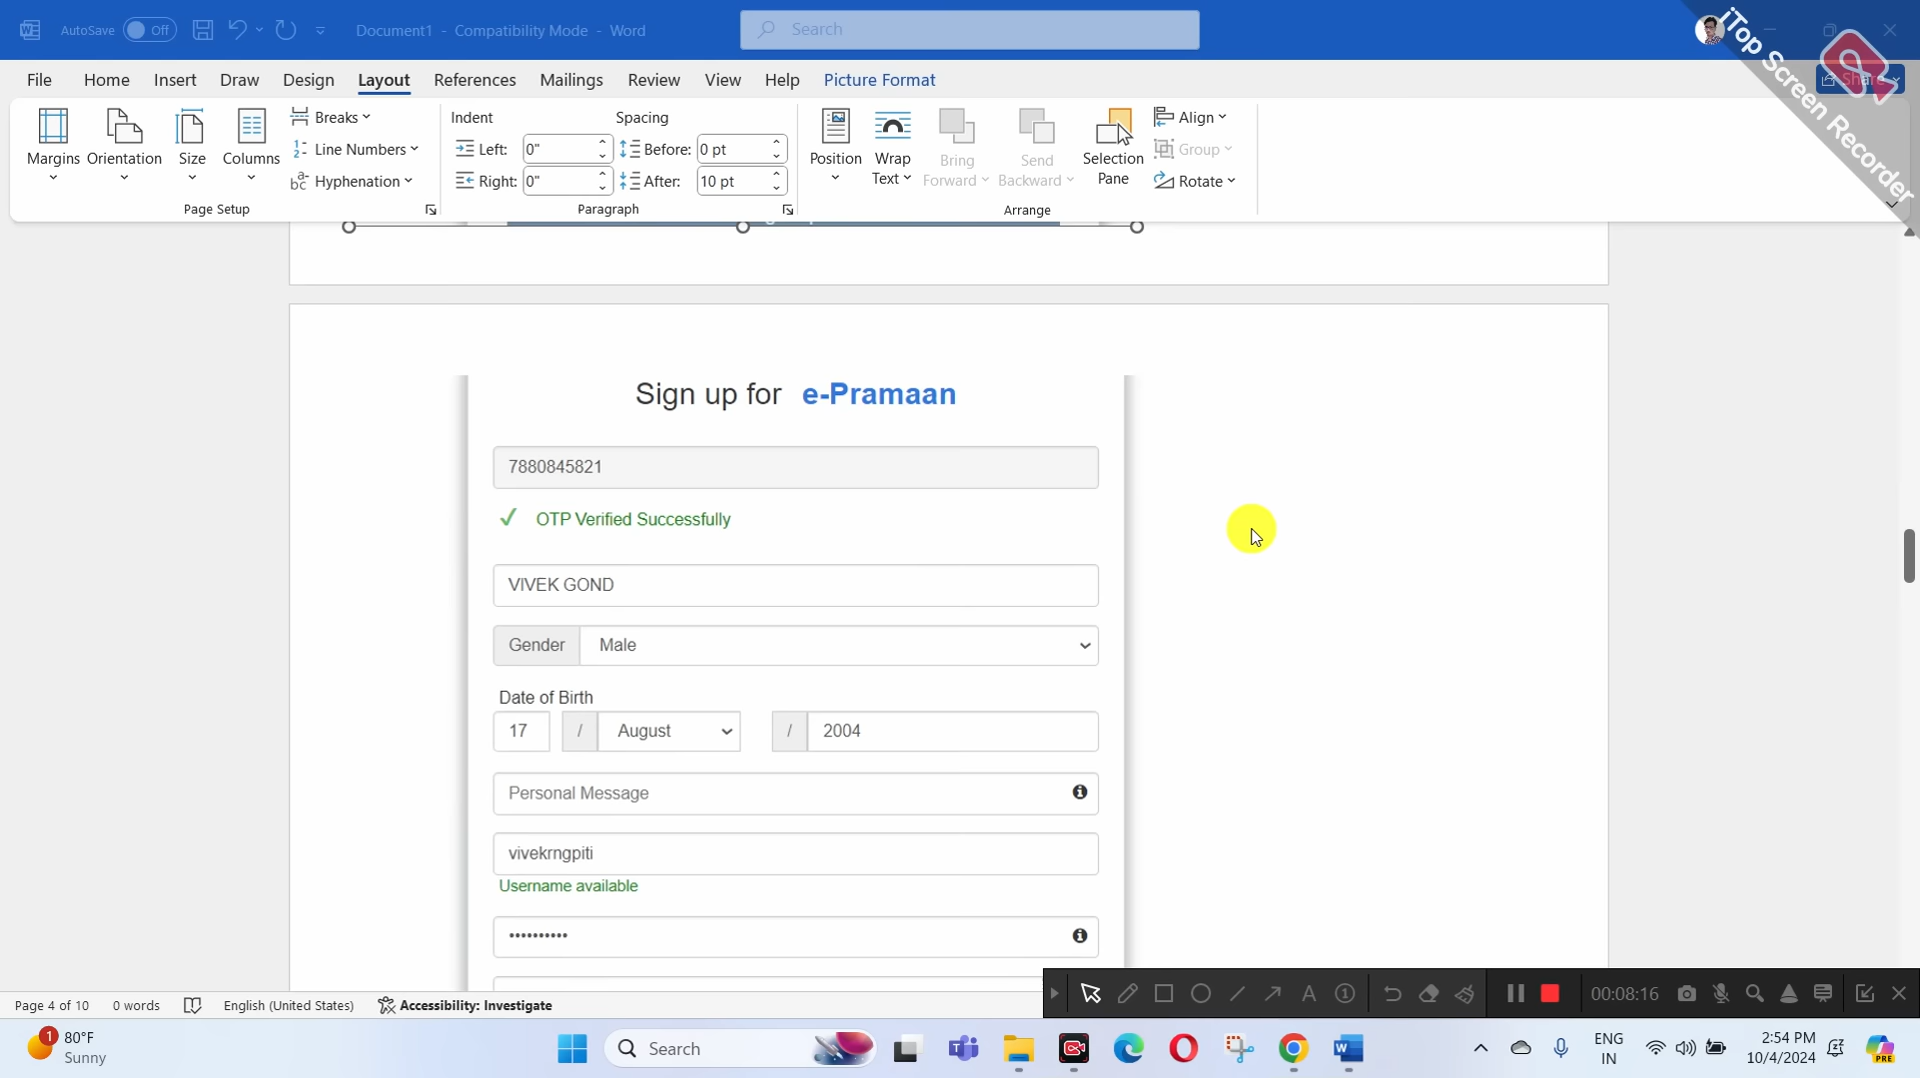 AutoSave Off Document1 - Compatibility Mode - Word Search
iTop Screen Recorder
File Home Insert Draw Design Layout References Mailings Review View Help Picture Format Share
Margins Orientation Size Columns
Breaks
Line Numbers
Hyphenation
Page Setup
Indent Spacing
Left: 0" Before: 0 pt
Right: 0" After: 10 pt
Paragraph
Position Wrap Text Bring Forward Send Backward Selection Pane
Align
Group
Rotate
Arrange
Sign up for e-Pramaan
7880845821
✓ OTP Verified Successfully
VIVEK GOND
Gender Male
Date of Birth
17 / August / 2004
Personal Message
vivekrngpiti
Username available
••••••••••
00:08:16
Page 4 of 10 0 words English (United States) Accessibility: Investigate
1 80°F
Sunny
Search
ENG
IN
2:54 PM
10/4/2024
PRE